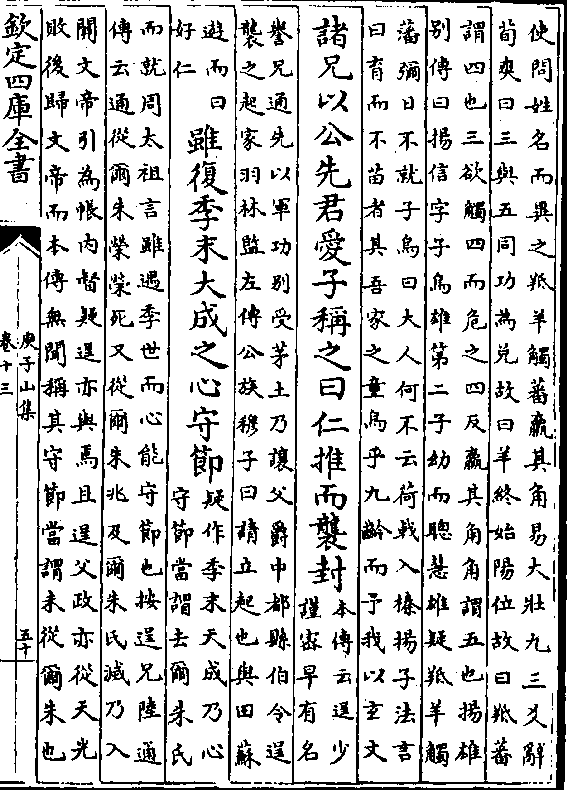 使問姓名而異之羝羊觸蕃羸其角易大壯九三爻辭
荀爽曰三與五同功為兌故曰羊終始陽位故曰羝蕃
謂四也三欲觸四而危之四反羸其角角謂五也揚雄
別傳曰揚信字子烏雄第二子幼而聰慧雄疑羝羊觸
藩彌日不就子烏曰大人何不云荷戟入榛揚子法言
曰育而不苗者其吾家之童烏乎九齡而予我以玄文
諸兄以公先君愛子稱之曰仁推而襲封
本傳云逞少
謹密早有名
譽兄通先以軍功別受茅土乃讓父爵中都縣伯令逞
襲之起家羽林監左傳公族穆子曰請立起也與田蘇
遊而曰
好仁
雖復季末大成之心守節
疑作季末天成乃心
守節當謂去爾朱氏
而就周太祖言雖遇季世而心能守節也按逞兄陸通
傳云通從爾朱榮榮死又從爾朱兆及爾朱氏滅乃入
關文帝引為帳内督疑逞亦與焉且逞父政亦從天光
敗後歸文帝而本傳無聞稱其守節當謂未從爾朱也
欽定四庫全書
庾子山集
卷十三
五十